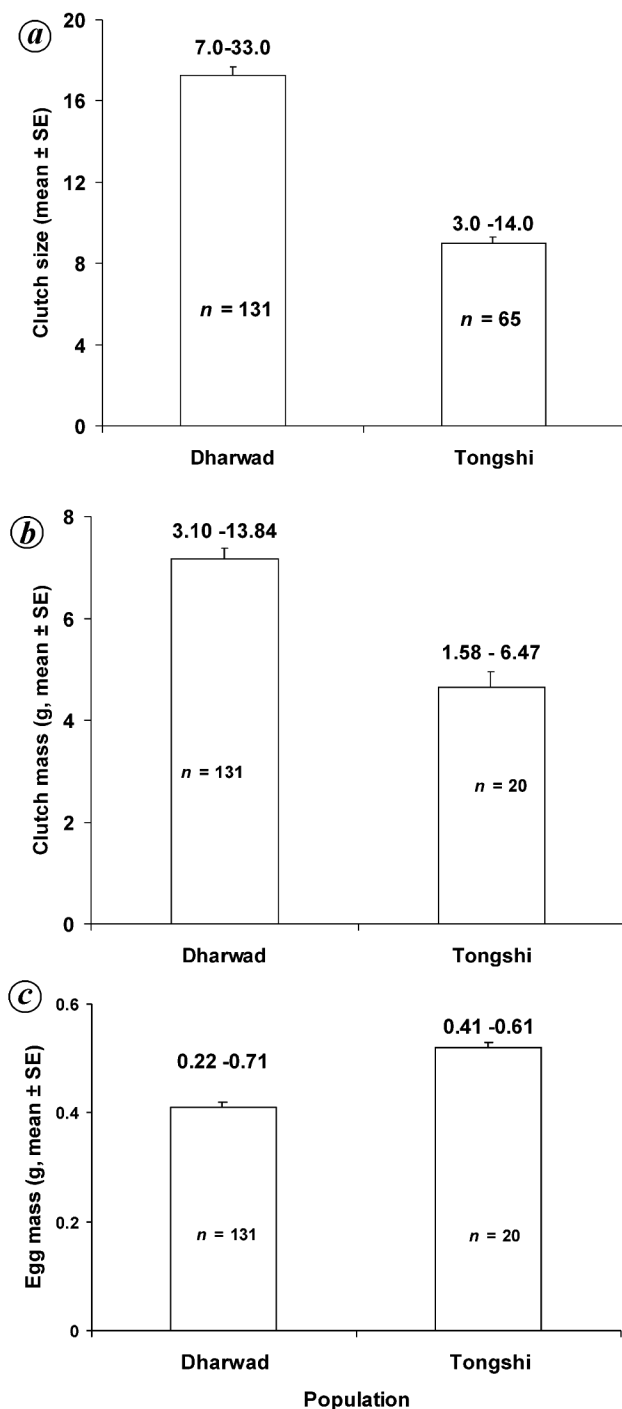 a
Clutch size (mean ± SE)
20
16
12
8
4
0
7.0-33.0
3.0 -14.0
n = 131
n = 65
Dharwad
Tongshi
b
Clutch mass (g, mean ± SE)
8
6
4
2
0
3.10 -13.84
1.58 - 6.47
n = 131
n = 20
Dharwad
Tongshi
c
Egg mass (g, mean ± SE)
0.6
0.4
0.2
0
0.22 -0.71
0.41 -0.61
n = 131
n = 20
Dharwad
Tongshi
Population